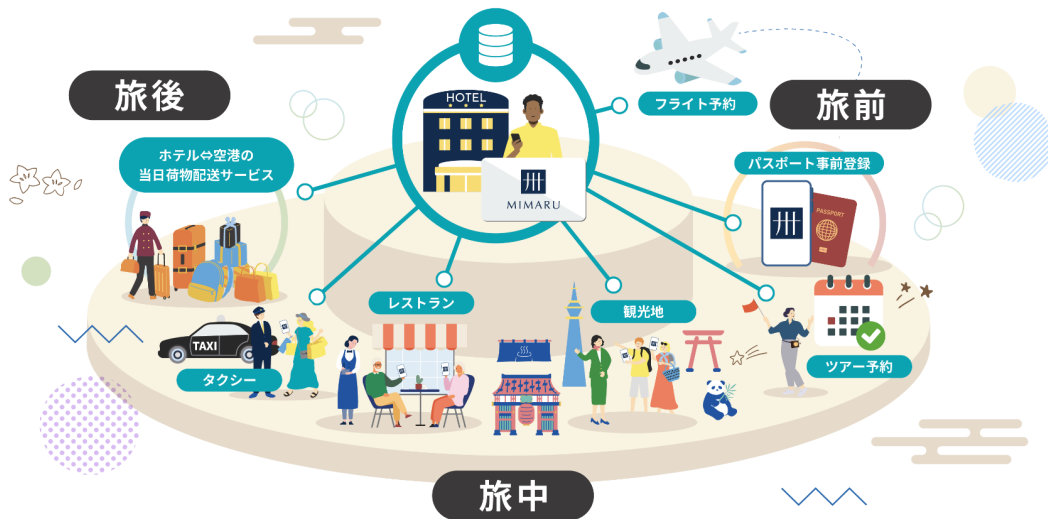 旅後
ホテル⇔空港の
当日荷物配送サービス
HOTEL
MIMARU
フライト予約
旅前
パスポート事前登録
PASSPORT
レストラン
観光地
TAXI
タクシー
ツアー予約
旅中